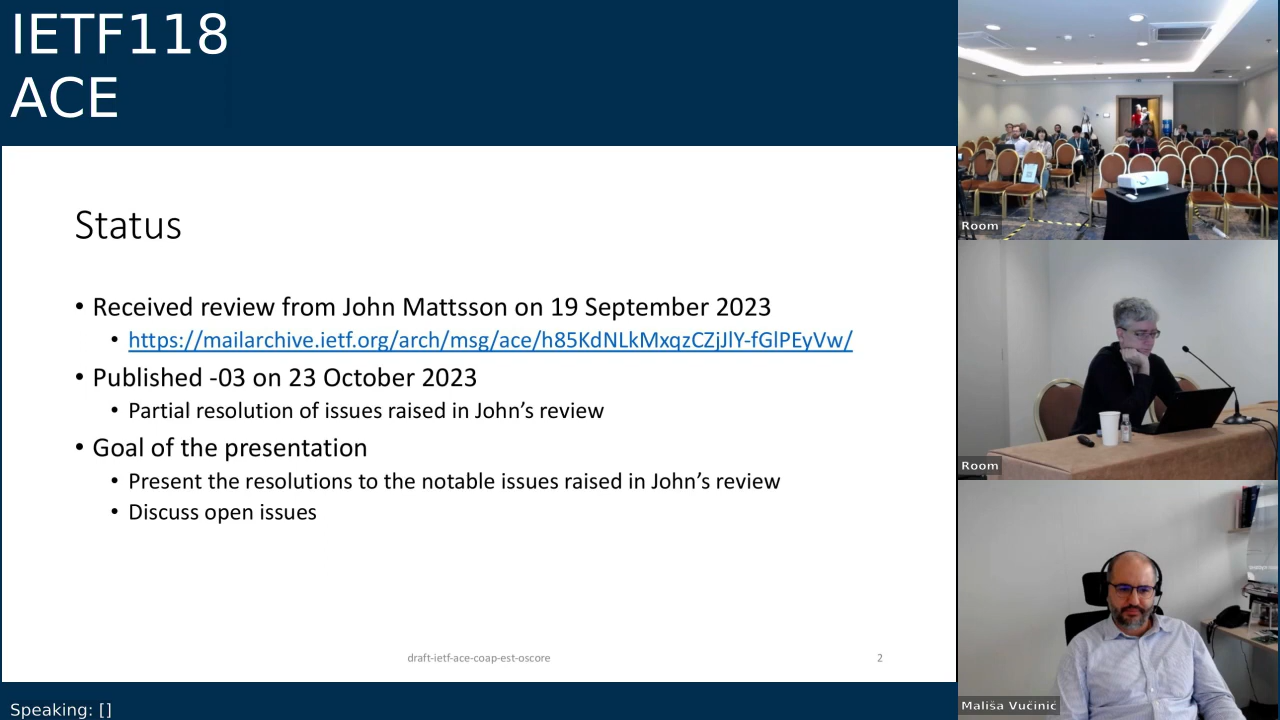 IETF118
ACE
Status
• Received review from John Mattsson on 19 September 2023
• https://mailarchive.ietf.org/arch/msg/ace/h85KdNLkMxqzCZjJlY-fGlPEyVw/
• Published -03 on 23 October 2023
• Partial resolution of issues raised in John’s review
• Goal of the presentation
• Present the resolutions to the notable issues raised in John’s review
• Discuss open issues
draft-ietf-ace-coap-est-oscore
2
Speaking: []
Room
Room
Mališa Vučinić